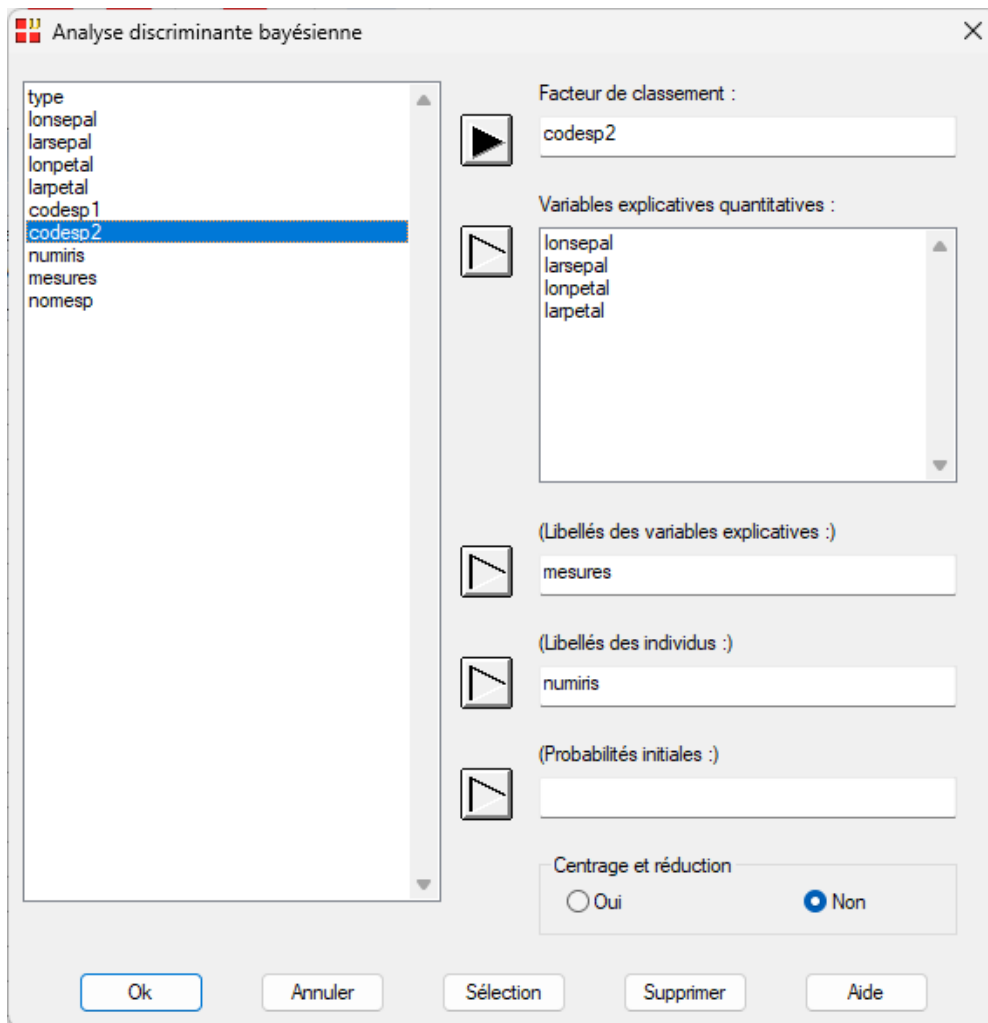 Analyse discriminante bayésienne
type
lonsepal
larsepal
lonpetal
larpetal
codesp1
codesp2
numiris
mesures
nomesp
Facteur de classement :
codesp2
Variables explicatives quantitatives :
lonsepal
larsepal
lonpetal
larpetal
(Libellés des variables explicatives :)
mesures
(Libellés des individus :)
numiris
(Probabilités initiales :)
Centrage et réduction
Oui
Non
Ok
Annuler
Sélection
Supprimer
Aide